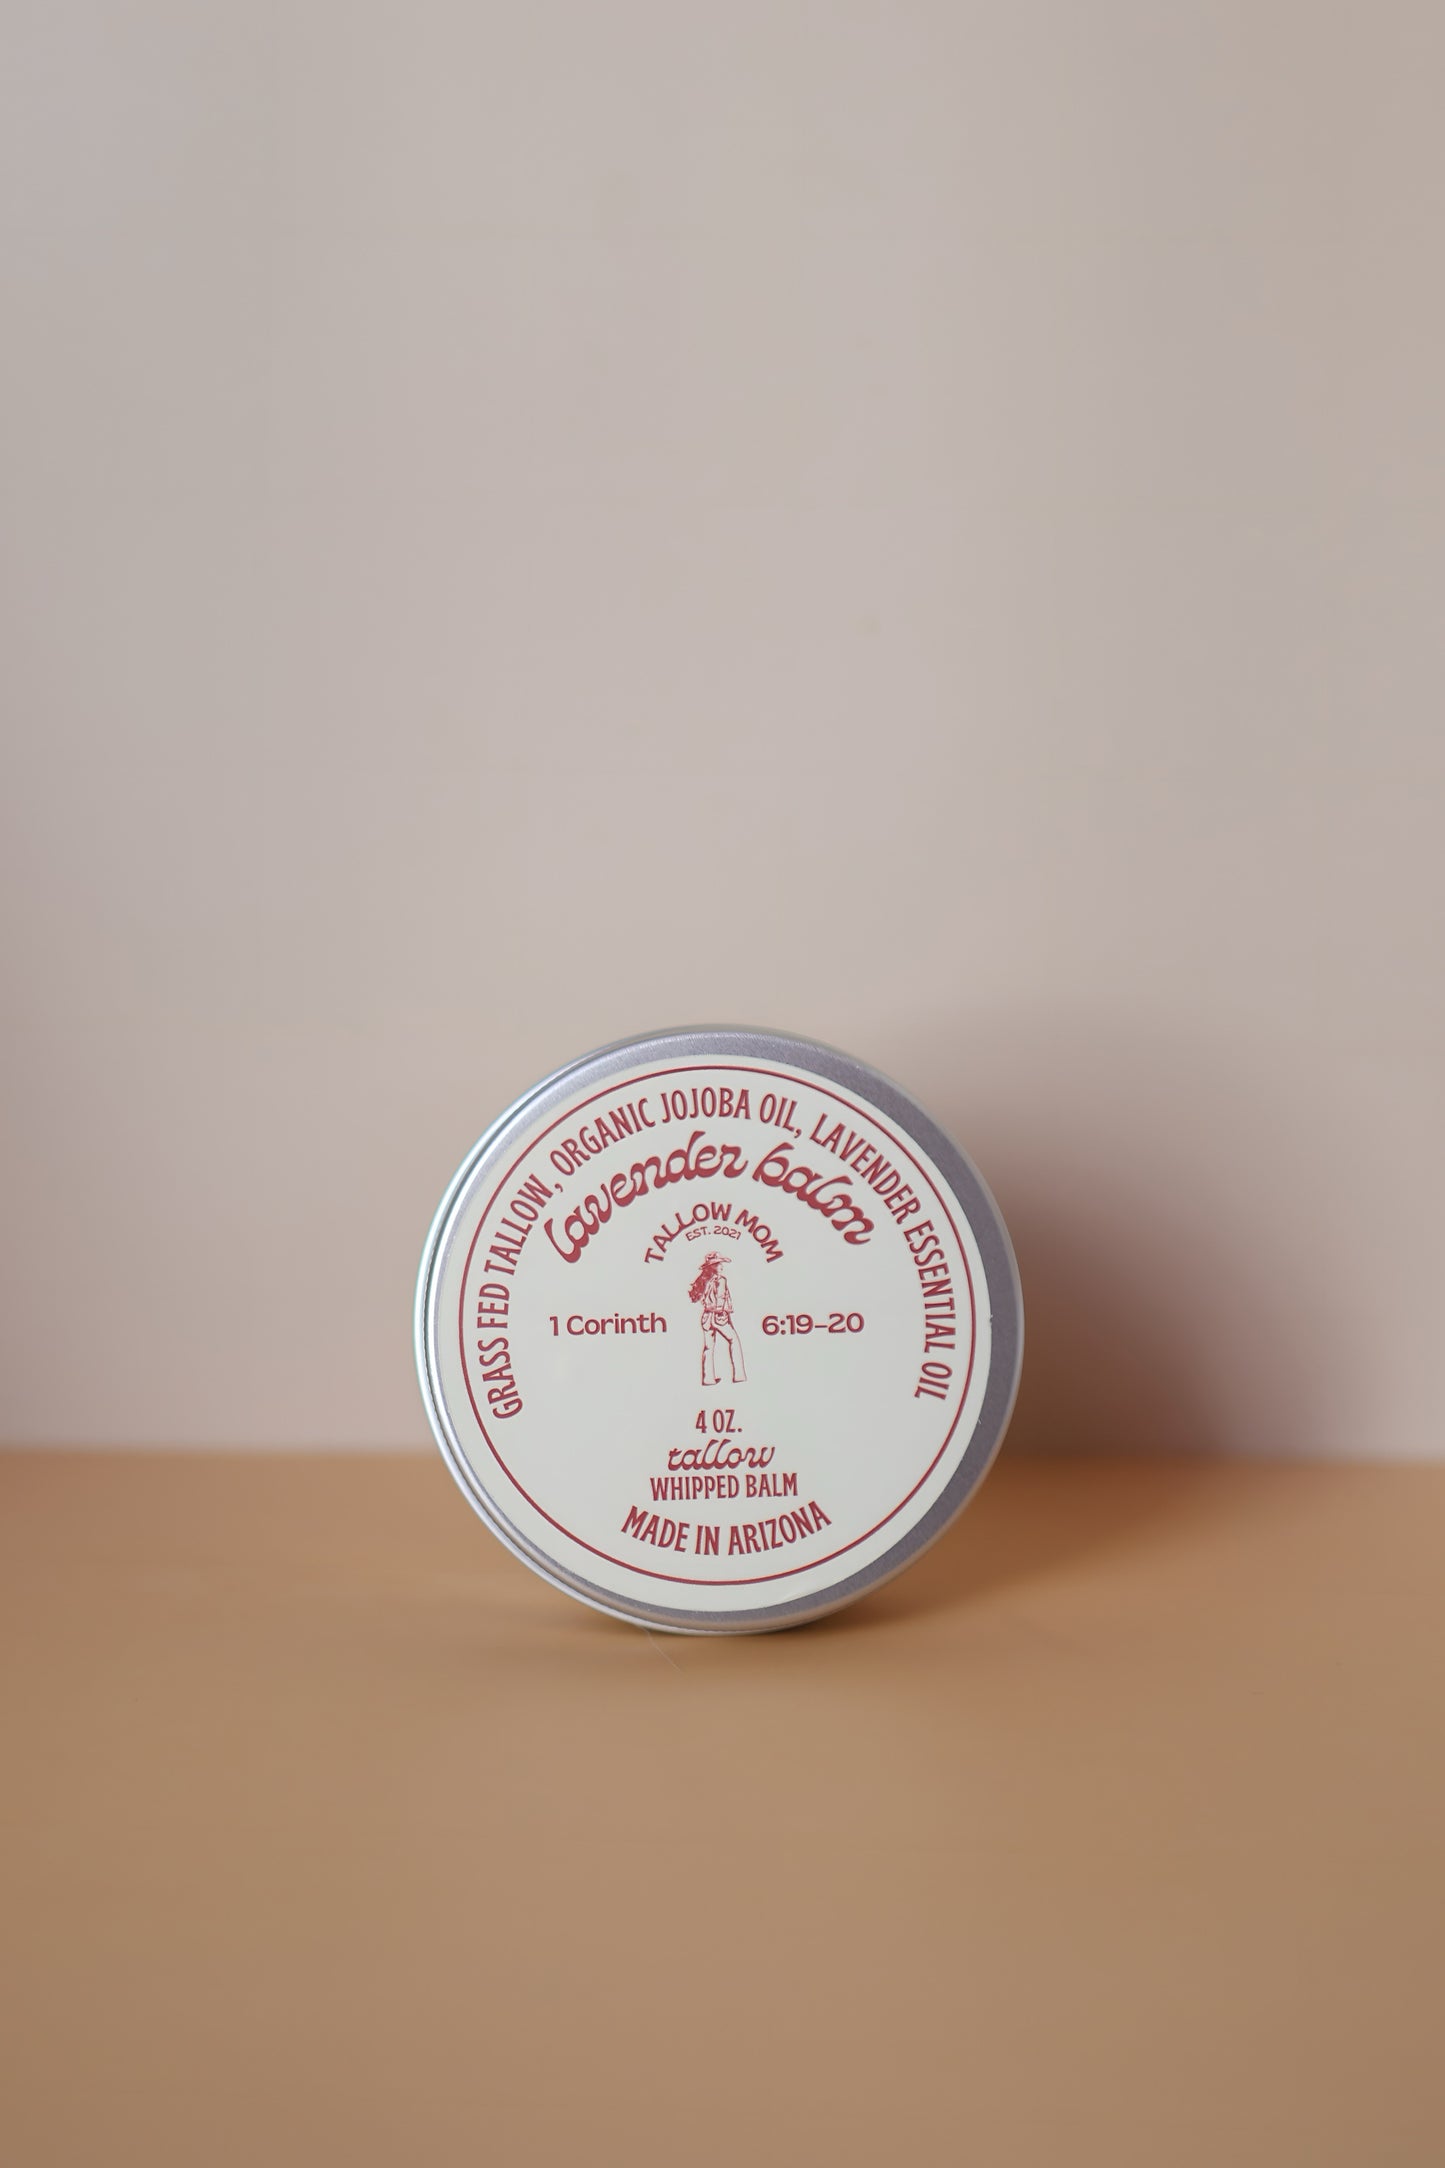 GRASS FED TALLOW, ORGANIC JOJOBA OIL, LAVENDER ESSENTIAL OIL
lavender balm
TALLOW MOM
EST. 2021
1 Corinth 6:19-20
4 OZ.
tallow
WHIPPED BALM
MADE IN ARIZONA